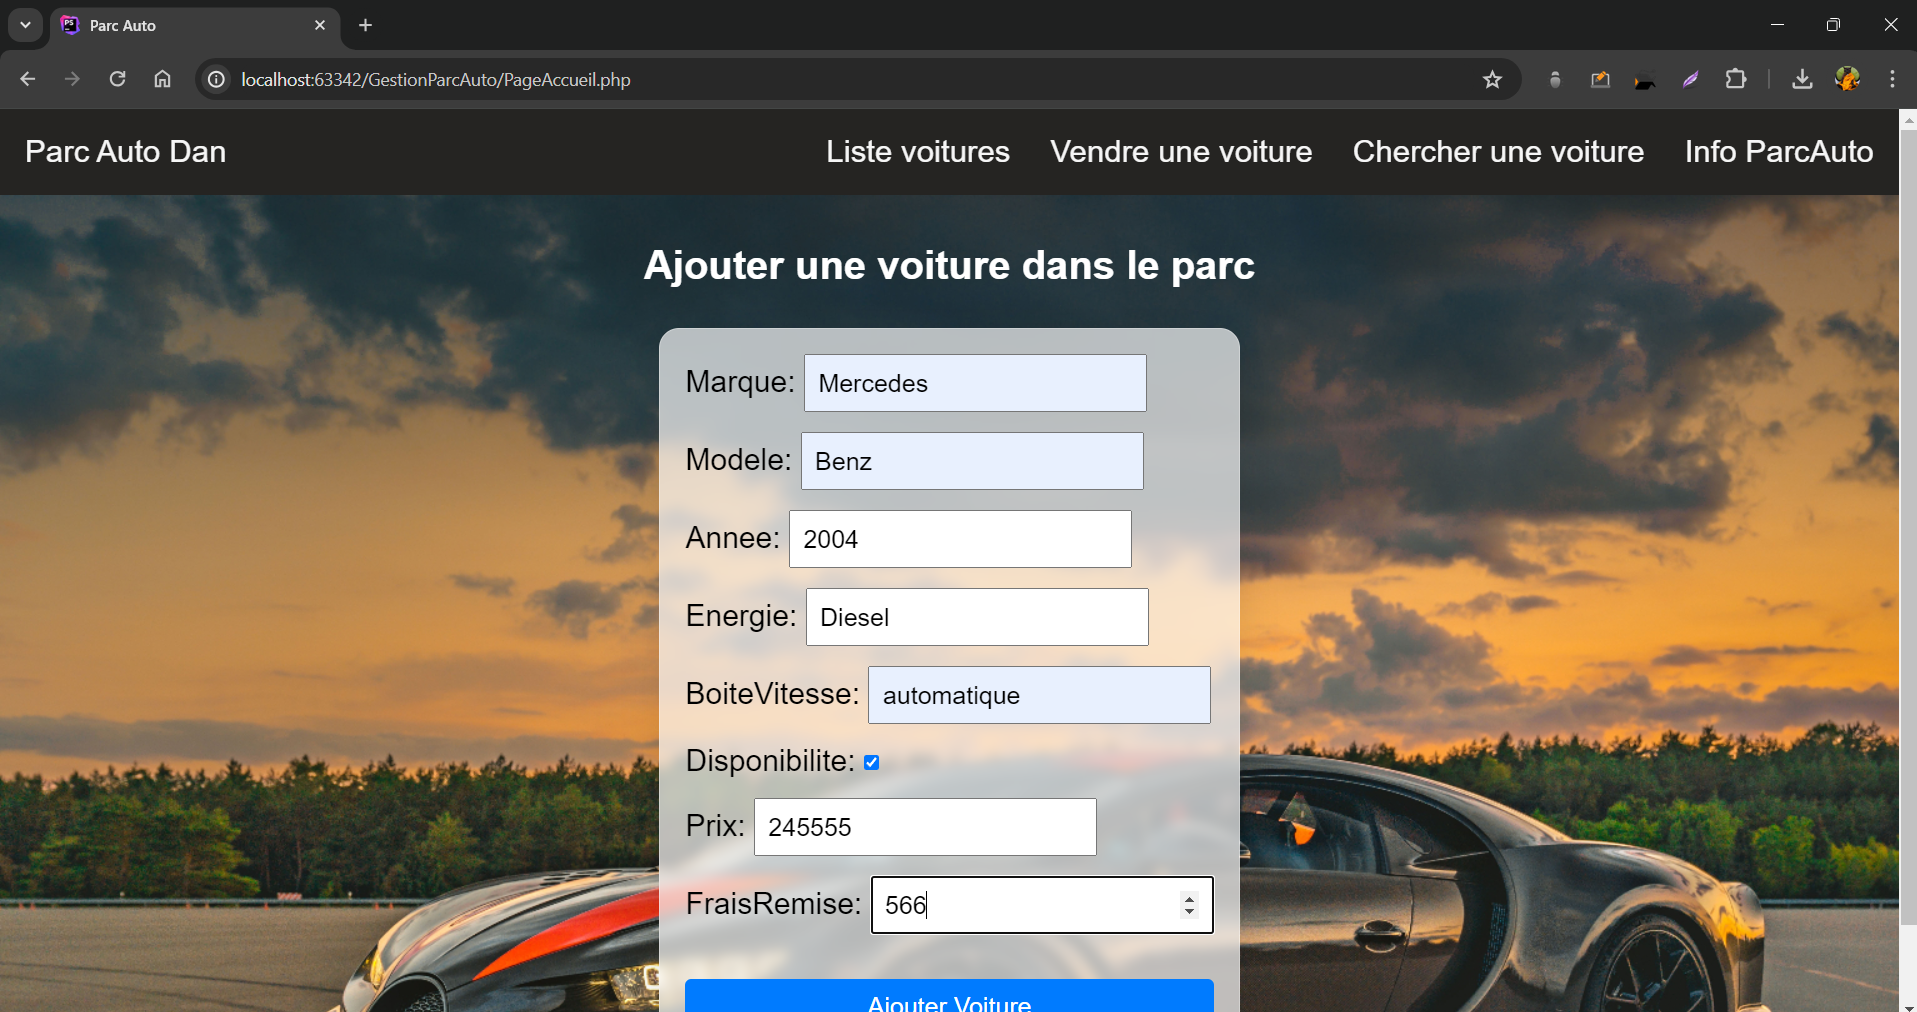 Parc Auto
localhost:63342/GestionParcAuto/PageAccueil.php
Parc Auto Dan
Liste voitures
Vendre une voiture
Chercher une voiture
Info ParcAuto
Ajouter une voiture dans le parc
Marque: Mercedes
Modele: Benz
Annee: 2004
Energie: Diesel
BoiteVitesse: automatique
Disponibilite:
Prix: 245555
FraisRemise: 566
Ajouter Voiture